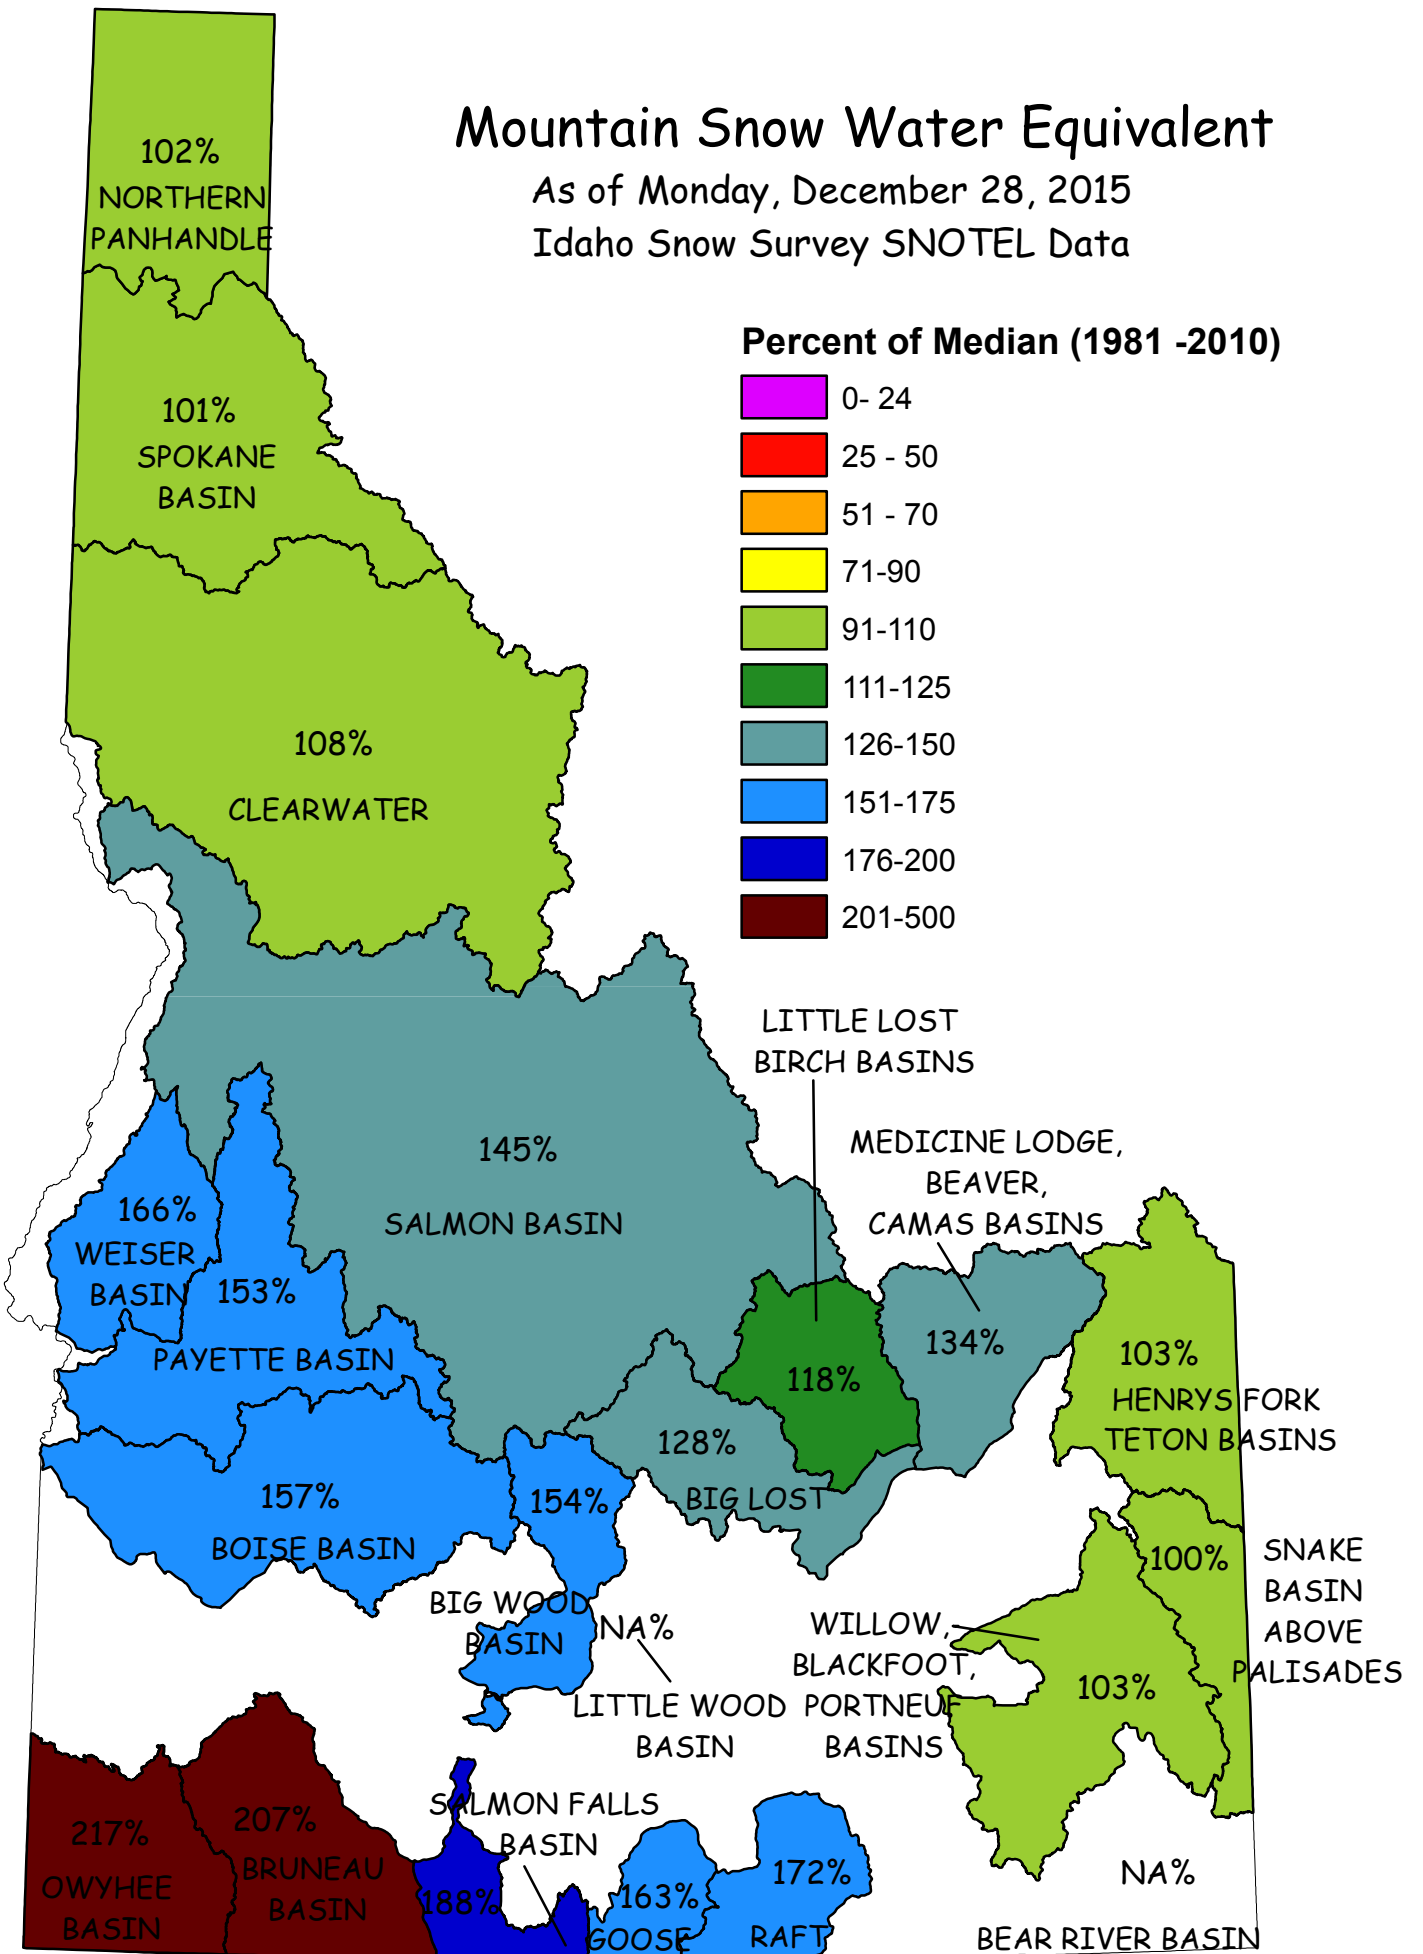 Mountain Snow Water Equivalent
As of Monday, December 28, 2015
Idaho Snow Survey SNOTEL Data
Percent of Median (1981 -2010)
0- 24
25 - 50
51 - 70
71-90
91-110
111-125
126-150
151-175
176-200
201-500
102%
NORTHERN
PANHANDLE
101%
SPOKANE
BASIN
108%
CLEARWATER
145%
SALMON BASIN
LITTLE LOST
BIRCH BASINS
118%
MEDICINE LODGE,
BEAVER,
CAMAS BASINS
134%
166%
WEISER
BASIN
153%
PAYETTE BASIN
103%
HENRYS FORK
TETON BASINS
128%
BIG LOST
157%
BOISE BASIN
154%
BIG WOOD
BASIN
NA%
LITTLE WOOD
BASIN
100%
SNAKE
BASIN
ABOVE
PALISADES
WILLOW,
BLACKFOOT,
PORTNEUF
BASINS
103%
217%
OWYHEE
BASIN
207%
BRUNEAU
BASIN
SALMON FALLS
BASIN
188%
163%
GOOSE
172%
RAFT
NA%
BEAR RIVER BASIN